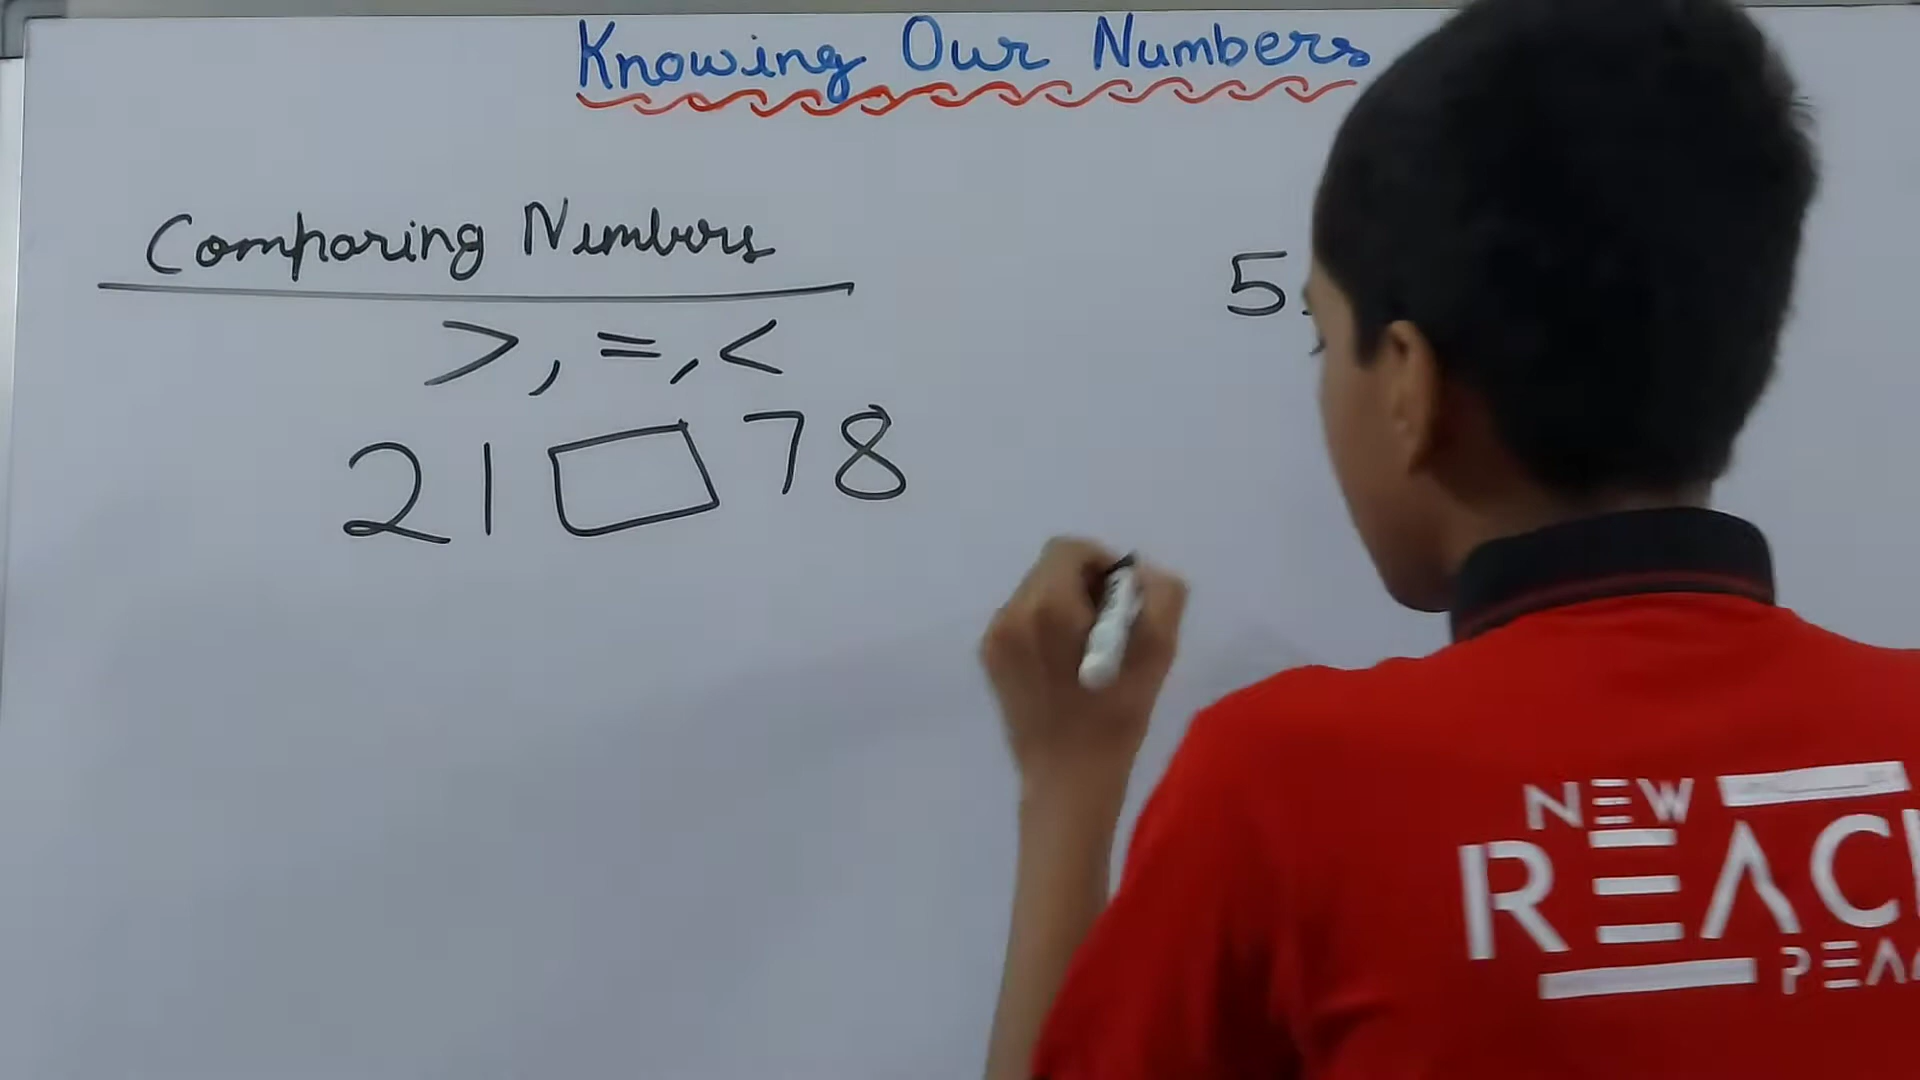 Knowing Our Numbers
Comparing Numbers
>, =, <
21 78
5
NEW
REACH